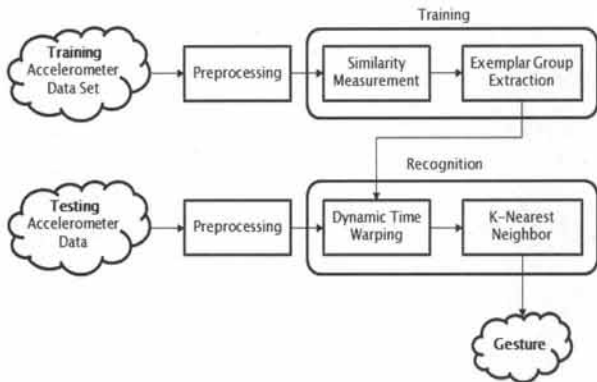 Training
Training
Accelerometer
Data Set
Preprocessing
Similarity
Measurement
Exemplar Group
Extraction
Recognition
Testing
Accelerometer
Data
Preprocessing
Dynamic Time
Warping
K-Nearest
Neighbor
Gesture